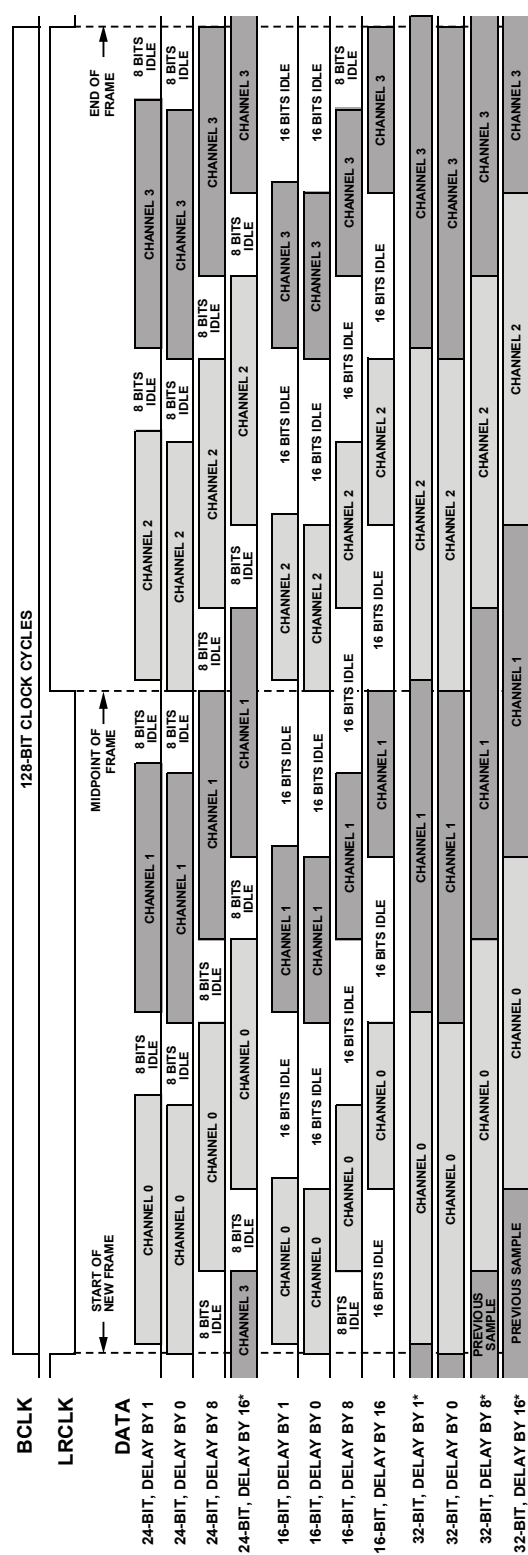 BCLK
128-BIT CLOCK CYCLES
LRCLK
START OF
NEW FRAME
MIDPOINT OF
FRAME
END OF
FRAME
DATA
24-BIT, DELAY BY 1
CHANNEL 0
8 BITS
IDLE
CHANNEL 1
8 BITS
IDLE
CHANNEL 2
8 BITS
IDLE
CHANNEL 3
8 BITS
IDLE
24-BIT, DELAY BY 0
CHANNEL 0
8 BITS
IDLE
CHANNEL 1
8 BITS
IDLE
CHANNEL 2
8 BITS
IDLE
CHANNEL 3
8 BITS
IDLE
24-BIT, DELAY BY 8
8 BITS
IDLE
CHANNEL 0
8 BITS
IDLE
CHANNEL 1
8 BITS
IDLE
CHANNEL 2
8 BITS
IDLE
CHANNEL 3
24-BIT, DELAY BY 16*
CHANNEL 3
8 BITS
IDLE
CHANNEL 0
8 BITS
IDLE
CHANNEL 1
8 BITS
IDLE
CHANNEL 2
8 BITS
IDLE
CHANNEL 3
16-BIT, DELAY BY 1
CHANNEL 0
16 BITS IDLE
CHANNEL 1
16 BITS IDLE
CHANNEL 2
16 BITS IDLE
CHANNEL 3
16 BITS IDLE
16-BIT, DELAY BY 0
CHANNEL 0
16 BITS IDLE
CHANNEL 1
16 BITS IDLE
CHANNEL 2
16 BITS IDLE
CHANNEL 3
16 BITS IDLE
16-BIT, DELAY BY 8
8 BITS
IDLE
CHANNEL 0
16 BITS IDLE
CHANNEL 1
16 BITS IDLE
CHANNEL 2
16 BITS IDLE
CHANNEL 3
8 BITS
IDLE
16-BIT, DELAY BY 16
16 BITS IDLE
CHANNEL 0
16 BITS IDLE
CHANNEL 1
16 BITS IDLE
CHANNEL 2
16 BITS IDLE
CHANNEL 3
32-BIT, DELAY BY 1*
CHANNEL 0
CHANNEL 1
CHANNEL 2
CHANNEL 3
32-BIT, DELAY BY 0
CHANNEL 0
CHANNEL 1
CHANNEL 2
CHANNEL 3
32-BIT, DELAY BY 8*
PREVIOUS
SAMPLE
CHANNEL 0
CHANNEL 1
CHANNEL 2
CHANNEL 3
32-BIT, DELAY BY 16*
PREVIOUS SAMPLE
CHANNEL 0
CHANNEL 1
CHANNEL 2
CHANNEL 3